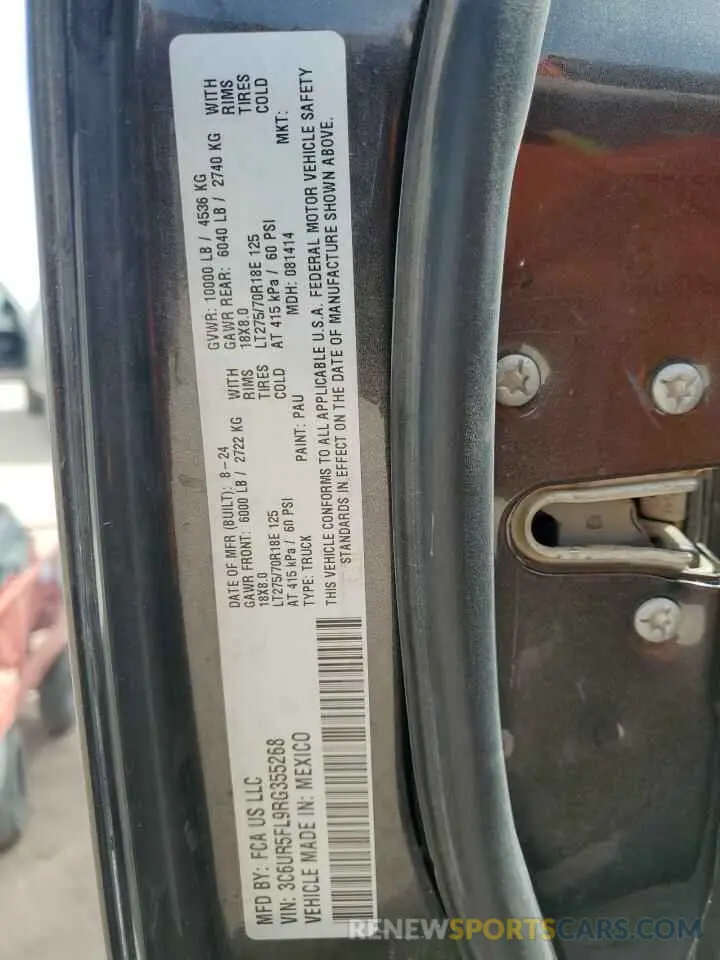 MFD BY: FCA US LLC
VIN: 3C6UR5FL9RG355268
VEHICLE MADE IN: MEXICO
DATE OF MFR (BUILT): 8-24
GAWR FRONT: 6000 LB / 2722 KG
WITH
RIMS
TIRES
COLD
18X8.0
LT275/70R18E 125
AT 415 kPa / 60 PSI
TYPE: TRUCK
PAINT: PAU
GVWR: 10000 LB / 4536 KG
GAWR REAR: 6040 LB / 2740 KG
WITH
RIMS
TIRES
COLD
18X8.0
LT275/70R18E 125
AT 415 kPa / 60 PSI
MDH: 081414
MKT:
THIS VEHICLE CONFORMS TO ALL APPLICABLE U.S.A. FEDERAL MOTOR VEHICLE SAFETY
STANDARDS IN EFFECT ON THE DATE OF MANUFACTURE SHOWN ABOVE.
RENEWSPORTSCARS.COM